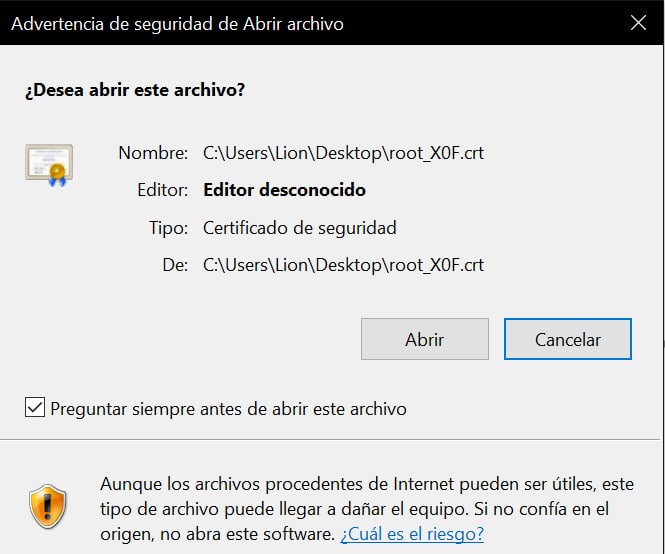 Advertencia de seguridad de Abrir archivo
¿Desea abrir este archivo?
Nombre: C:\Users\Lion\Desktop\root_X0F.crt
Editor: Editor desconocido
Tipo: Certificado de seguridad
De: C:\Users\Lion\Desktop\root_X0F.crt
Abrir Cancelar
Preguntar siempre antes de abrir este archivo
Aunque los archivos procedentes de Internet pueden ser útiles, este
tipo de archivo puede llegar a dañar el equipo. Si no confía en el
origen, no abra este software. ¿Cuál es el riesgo?